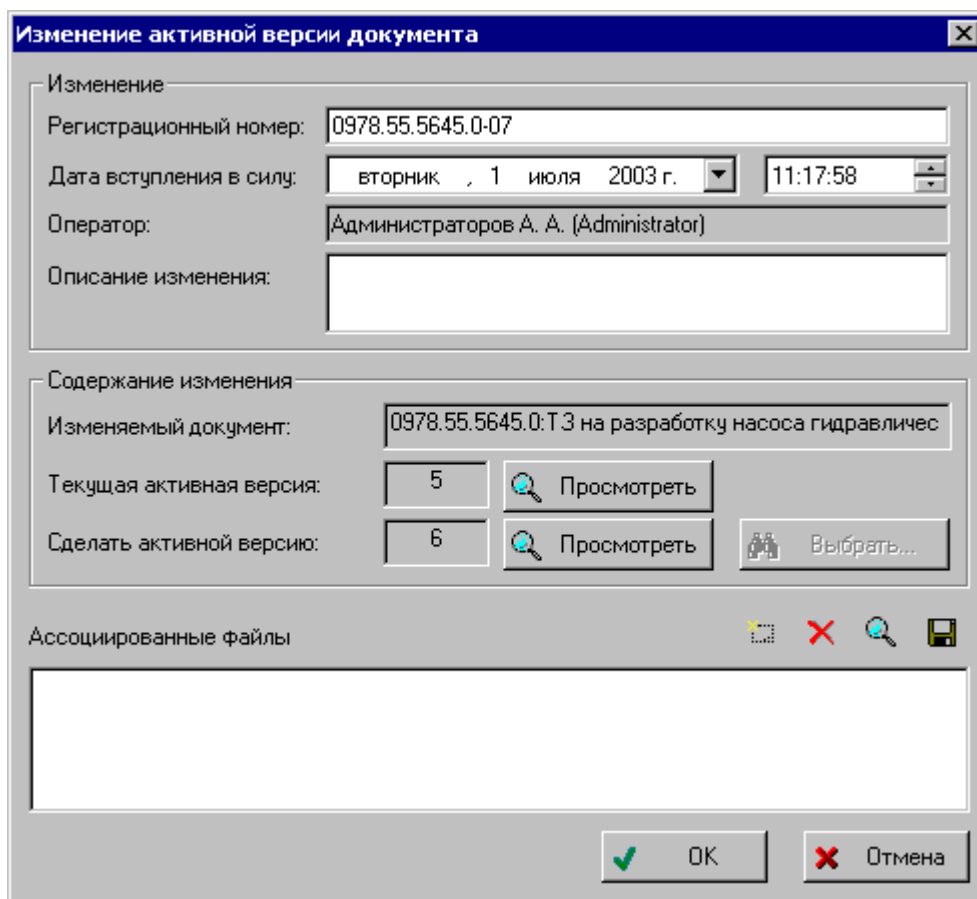 Изменение активной версии документа
Изменение
Регистрационный номер: 0978.55.5645.0-07
Дата вступления в силу: вторник , 1 июля 2003 г. 11:17:58
Оператор: Администраторов А. А. (Administrator)
Описание изменения:
Содержание изменения
Изменяемый документ: 0978.55.5645.0:ТЗ на разработку насоса гидравличес
Текущая активная версия: 5 Просмотреть
Сделать активной версию: 6 Просмотреть Выбрать...
Ассоциированные файлы
OK Отмена